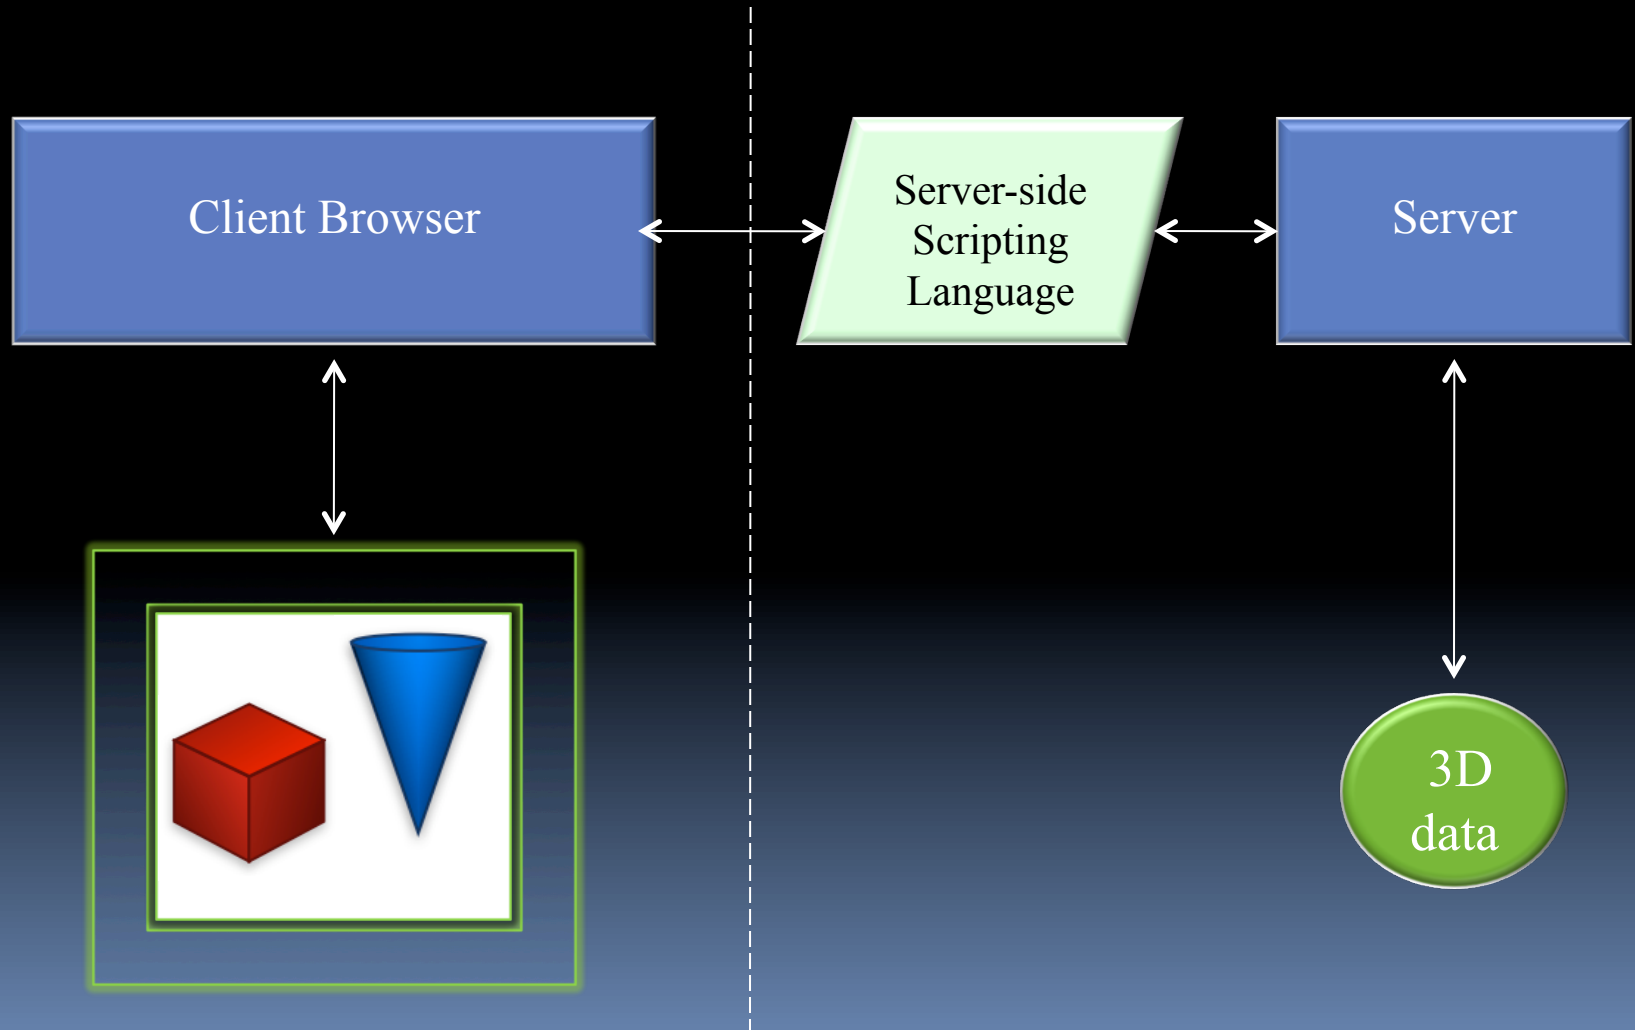 Client Browser
Server-side
Scripting
Language
Server
3D
data